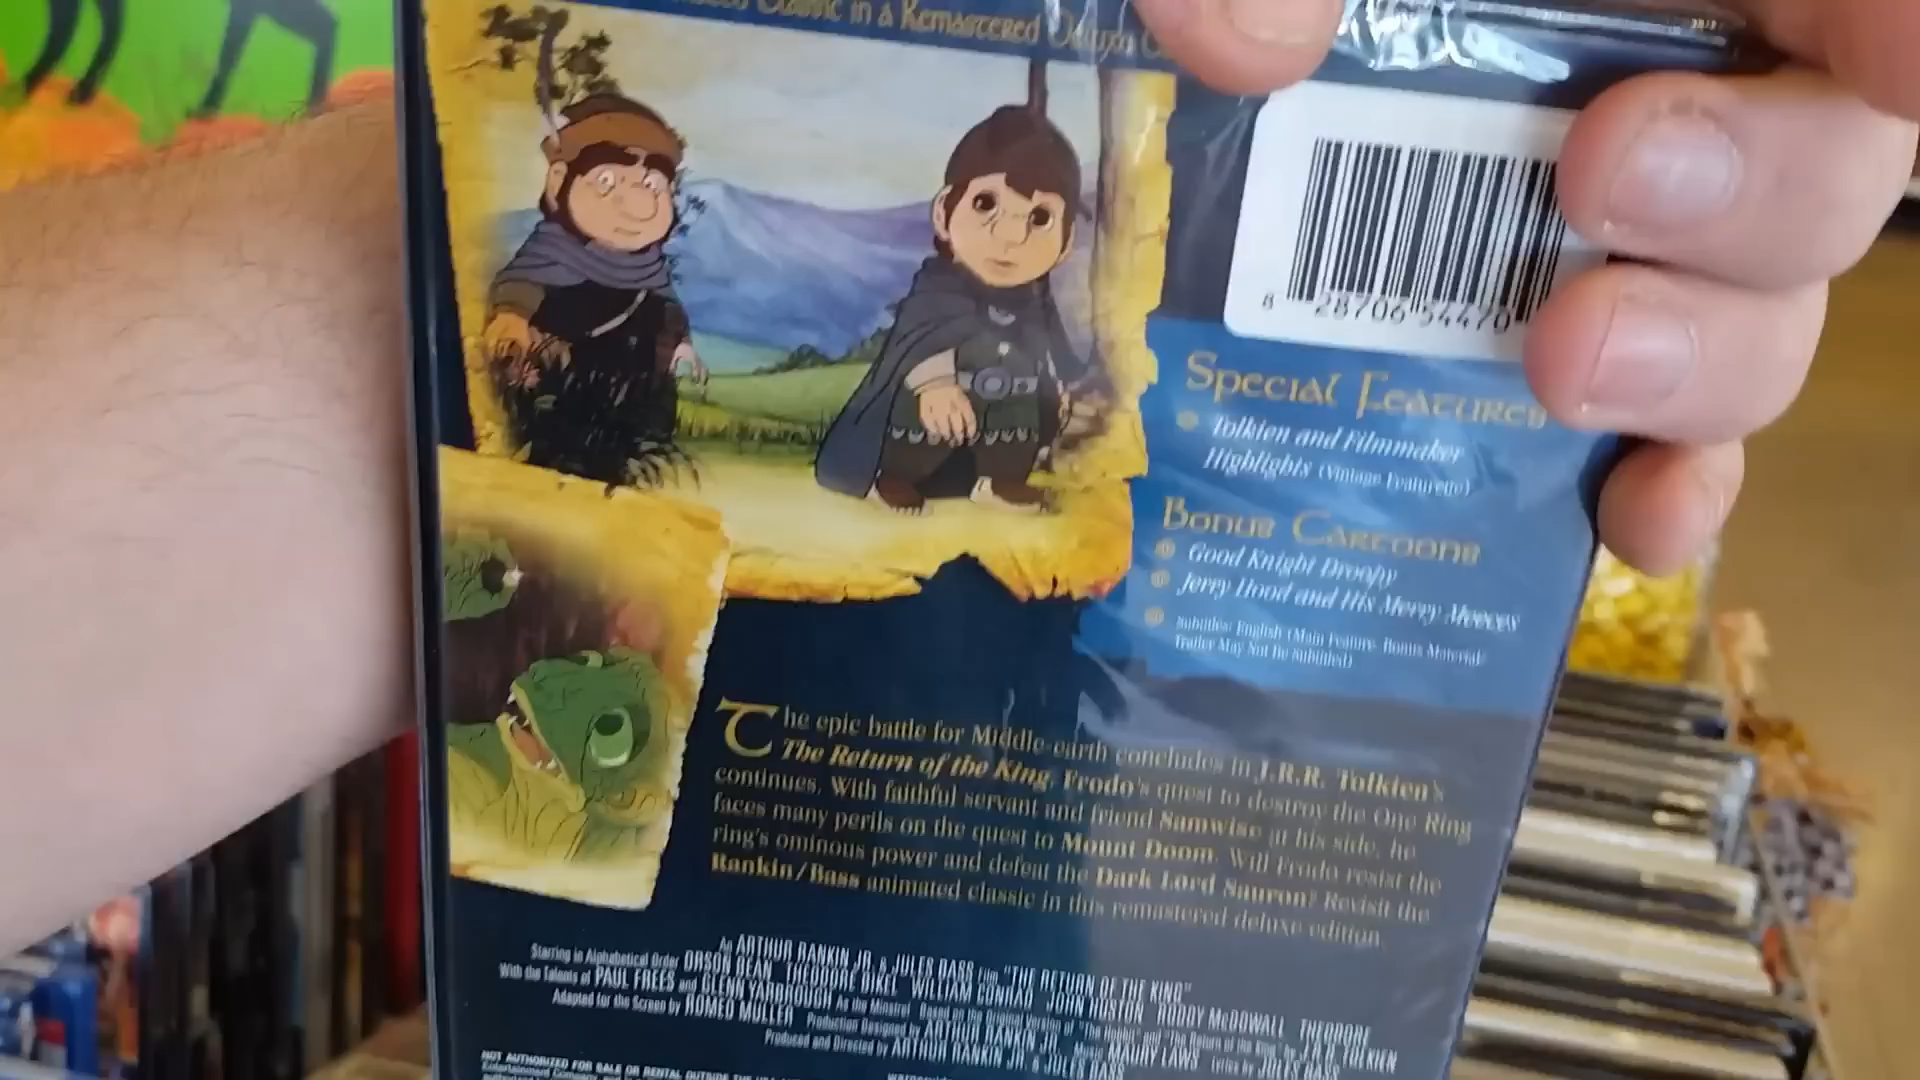 Classic in a Remastered Deluxe
8 28706 54470
Special Features
Tolkien and Filmmaker
Highlights (Vintage Featurette)
Bonus Cartoons
Good Knight Droopy
Jerry Hood and His Merry Meeces
Subtitles: English (Main Feature. Bonus Material/
Trailer May Not Be Subtitled)
The epic battle for Middle-earth concludes in J.R.R. Tolkien's
The Return of the King. Frodo's quest to destroy the One Ring
continues. With faithful servant and friend Samwise at his side, he
faces many perils on the quest to Mount Doom. Will Frodo resist the
ring's ominous power and defeat the Dark Lord Sauron? Revisit the
Rankin/Bass animated classic in this remastered deluxe edition.
An ARTHUR RANKIN JR. & JULES BASS Film "THE RETURN OF THE KING"
Starring in Alphabetical Order ORSON BEAN THEODORE BIKEL WILLIAM CONRAD JOHN HUSTON RODDY McDOWALL THEODORE
With the Talents of PAUL FREES and GLENN YARBROUGH As the Minstrel Based on the Original Version of "The Hobbit" and "The Return of the King" by J.R.R. TOLKIEN
Adapted for the Screen by ROMEO MULLER Production Designed by ARTHUR RANKIN JR. Music MAURY LAWS Lyrics by JULES BASS
Produced and Directed by ARTHUR RANKIN JR. & JULES BASS
NOT AUTHORIZED FOR SALE OR RENTAL OUTSIDE THE USA
Entertainment Company, and